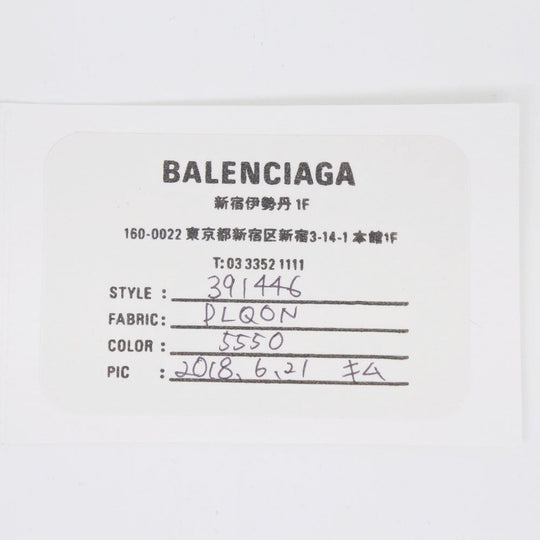 BALENCIAGA
新宿伊勢丹 1F
160-0022 東京都新宿区新宿3-14-1 本館1F
T: 03 3352 1111
STYLE : 391446
FABRIC: DLQ0N
COLOR : 5550
PIC : 2018.6.21 キム